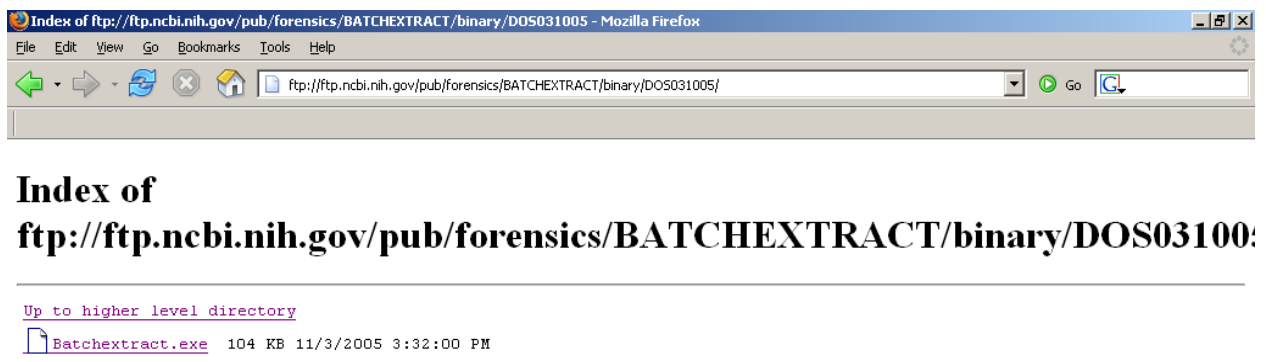 Index of ftp://ftp.ncbi.nih.gov/pub/forensics/BATCHEXTRACT/binary/DOS031005 - Mozilla Firefox
File Edit View Go Bookmarks Tools Help
ftp://ftp.ncbi.nih.gov/pub/forensics/BATCHEXTRACT/binary/DOS031005/ Go G
Index of
ftp://ftp.ncbi.nih.gov/pub/forensics/BATCHEXTRACT/binary/DOS03100
Up to higher level directory
Batchextract.exe 104 KB 11/3/2005 3:32:00 PM